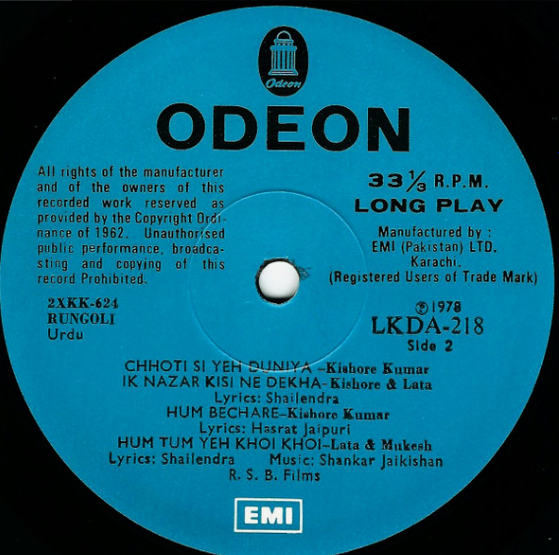 Odeon
ODEON
All rights of the manufacturer
and of the owners of this
recorded work reserved as
provided by the Copyright Ordi-
nance of 1962. Unauthorised
public performance, broadca-
sting and copying of this
record Prohibited.
2XKK-624
RUNGOLI
Urdu
33 1/3 R.P.M.
LONG PLAY
Manufactured by :
EMI (Pakistan) LTD.
Karachi.
(Registered Users of Trade Mark)
Ⓟ1978
LKDA-218
Side 2
CHHOTI SI YEH DUNIYA -Kishore Kumar
IK NAZAR KISI NE DEKHA-Kishore & Lata
Lyrics: Shailendra
HUM BECHARE-Kishore Kumar
Lyrics: Hasrat Jaipuri
HUM TUM YEH KHOI KHOI-Lata & Mukesh
Lyrics: Shailendra Music: Shankar Jaikishan
R. S. B. Films
EMI